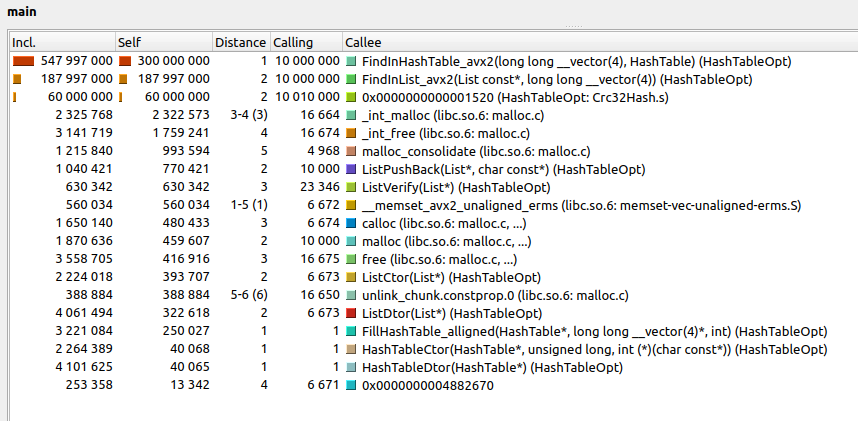 main
Incl. Self Distance Calling Callee
547 997 000 300 000 000 1 10 000 000 FindInHashTable_avx2(long long __vector(4), HashTable) (HashTableOpt)
187 997 000 187 997 000 2 10 000 000 FindInList_avx2(List const*, long long __vector(4)) (HashTableOpt)
60 000 000 60 000 000 2 10 010 000 0x0000000000001520 (HashTableOpt: Crc32Hash.s)
2 325 768 2 322 573 3-4 (3) 16 664 _int_malloc (libc.so.6: malloc.c)
3 141 719 1 759 241 4 16 674 _int_free (libc.so.6: malloc.c)
1 215 840 993 594 5 4 968 malloc_consolidate (libc.so.6: malloc.c)
1 040 421 770 421 2 10 000 ListPushBack(List*, char const*) (HashTableOpt)
630 342 630 342 3 23 346 ListVerify(List*) (HashTableOpt)
560 034 560 034 1-5 (1) 6 672 __memset_avx2_unaligned_erms (libc.so.6: memset-vec-unaligned-erms.S)
1 650 140 480 433 3 6 674 calloc (libc.so.6: malloc.c, ...)
1 870 636 459 607 2 10 000 malloc (libc.so.6: malloc.c, ...)
3 558 705 416 916 3 16 675 free (libc.so.6: malloc.c, ...)
2 224 018 393 707 2 6 673 ListCtor(List*) (HashTableOpt)
388 884 388 884 5-6 (6) 16 650 unlink_chunk.constprop.0 (libc.so.6: malloc.c)
4 061 494 322 618 2 6 673 ListDtor(List*) (HashTableOpt)
3 221 084 250 027 1 1 FillHashTable_alligned(HashTable*, long long __vector(4)*, int) (HashTableOpt)
2 264 389 40 068 1 1 HashTableCtor(HashTable*, unsigned long, int (*)(char const*)) (HashTableOpt)
4 101 625 40 065 1 1 HashTableDtor(HashTable*) (HashTableOpt)
253 358 13 342 4 6 671 0x0000000004882670